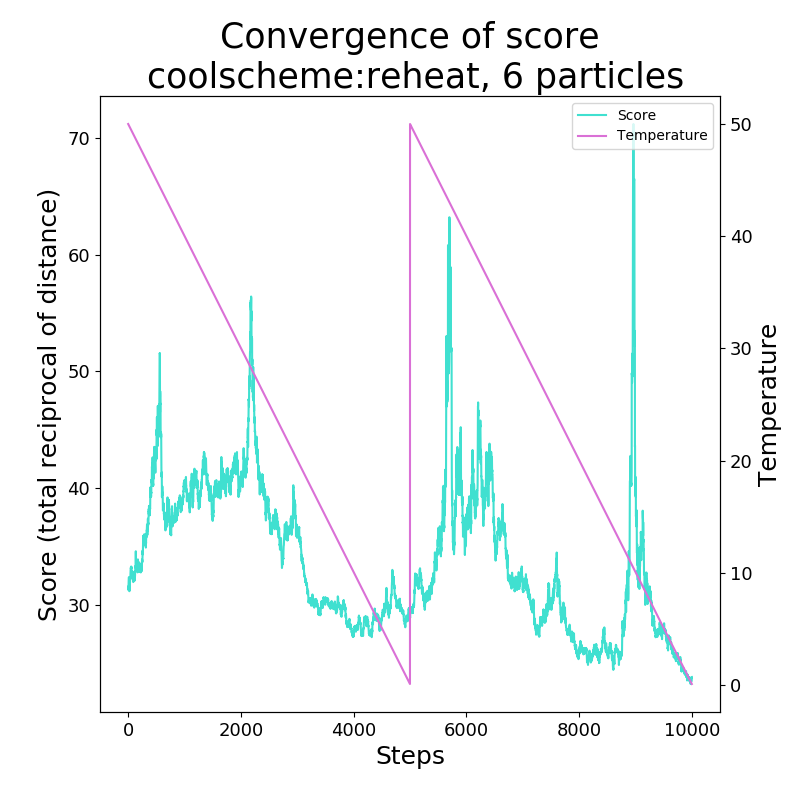 Convergence of score
coolscheme:reheat, 6 particles
Score
Temperature
70
60
50
40
30
Score (total reciprocal of distance)
50
40
30
20
10
0
Temperature
0
2000
4000
6000
8000
10000
Steps